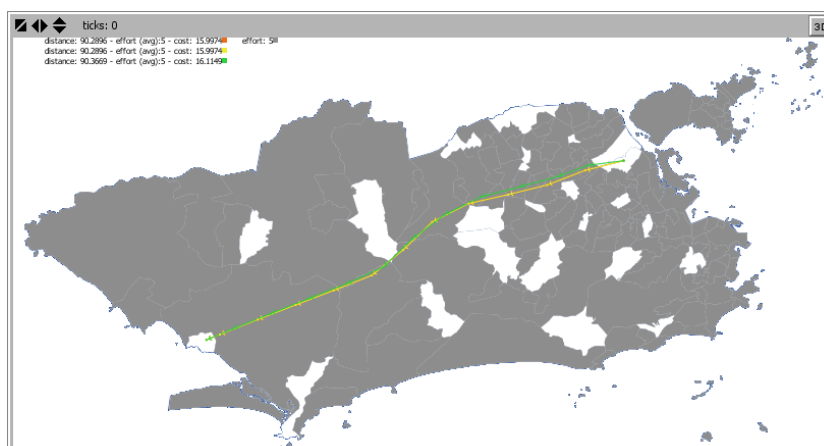 ticks: 0
3D
distance: 90.2896 - effort (avg):5 - cost: 15.9974 effort: 5
distance: 90.2896 - effort (avg):5 - cost: 15.9974
distance: 90.3669 - effort (avg):5 - cost: 16.1149